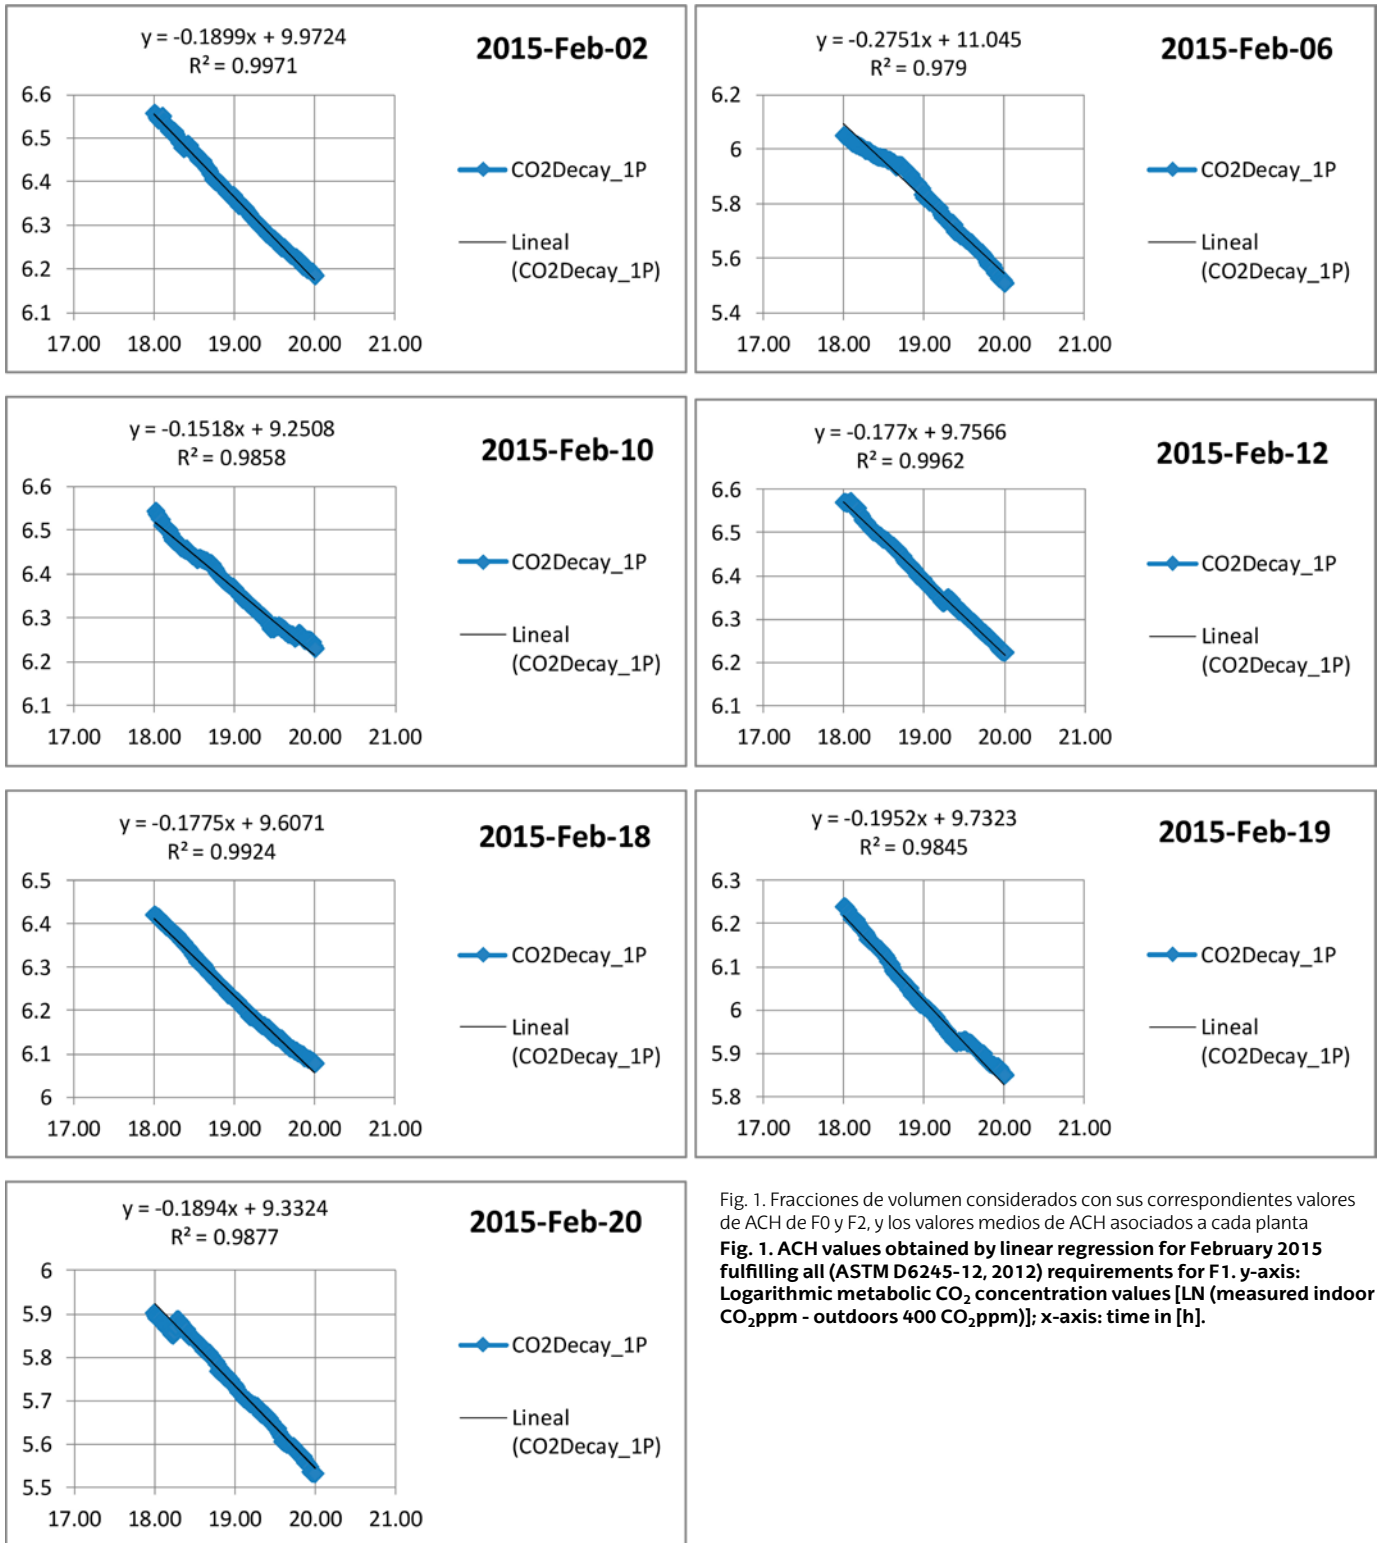 y = -0.1899x + 9.9724
R² = 0.9971
2015-Feb-02
6.6
6.5
6.4
6.3
6.2
6.1
17.00 18.00 19.00 20.00 21.00
CO2Decay_1P
Lineal
(CO2Decay_1P)
y = -0.2751x + 11.045
R² = 0.979
2015-Feb-06
6.2
6
5.8
5.6
5.4
17.00 18.00 19.00 20.00 21.00
CO2Decay_1P
Lineal
(CO2Decay_1P)
y = -0.1518x + 9.2508
R² = 0.9858
2015-Feb-10
6.6
6.5
6.4
6.3
6.2
6.1
17.00 18.00 19.00 20.00 21.00
CO2Decay_1P
Lineal
(CO2Decay_1P)
y = -0.177x + 9.7566
R² = 0.9962
2015-Feb-12
6.6
6.5
6.4
6.3
6.2
6.1
17.00 18.00 19.00 20.00 21.00
CO2Decay_1P
Lineal
(CO2Decay_1P)
y = -0.1775x + 9.6071
R² = 0.9924
2015-Feb-18
6.5
6.4
6.3
6.2
6.1
6
17.00 18.00 19.00 20.00 21.00
CO2Decay_1P
Lineal
(CO2Decay_1P)
y = -0.1952x + 9.7323
R² = 0.9845
2015-Feb-19
6.3
6.2
6.1
6
5.9
5.8
17.00 18.00 19.00 20.00 21.00
CO2Decay_1P
Lineal
(CO2Decay_1P)
y = -0.1894x + 9.3324
R² = 0.9877
2015-Feb-20
6
5.9
5.8
5.7
5.6
5.5
17.00 18.00 19.00 20.00 21.00
CO2Decay_1P
Lineal
(CO2Decay_1P)
Fig. 1. Fracciones de volumen considerados con sus correspondientes valores
de ACH de F0 y F2, y los valores medios de ACH asociados a cada planta
Fig. 1. ACH values obtained by linear regression for February 2015
fulfilling all (ASTM D6245-12, 2012) requirements for F1. y-axis:
Logarithmic metabolic CO₂ concentration values [LN (measured indoor
CO₂ppm - outdoors 400 CO₂ppm)]; x-axis: time in [h].